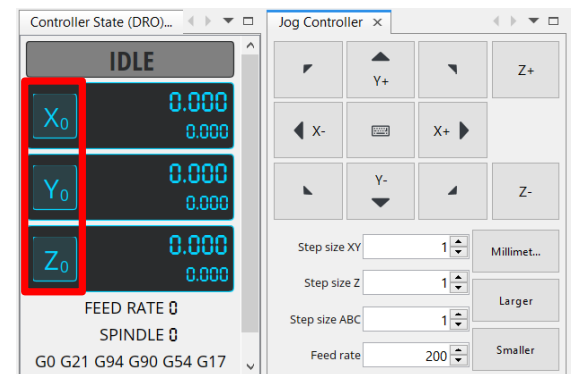 Controller State (DRO)...
IDLE
X0 0.000
0.000
Y0 0.000
0.000
Z0 0.000
0.000
FEED RATE 0
SPINDLE 0
G0 G21 G94 G90 G54 G17
Jog Controller ×
Y+ Z+
X- X+
Y- Z-
Step size XY 1 Millimet...
Step size Z 1
Larger
Step size ABC 1
Feed rate 200 Smaller